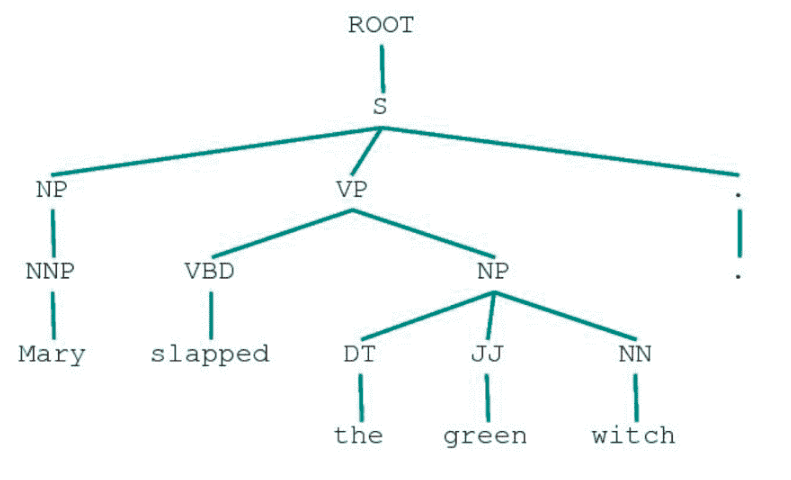 ROOT
S
NP VP .
NNP VBD NP .
Mary slapped DT JJ NN
the green witch